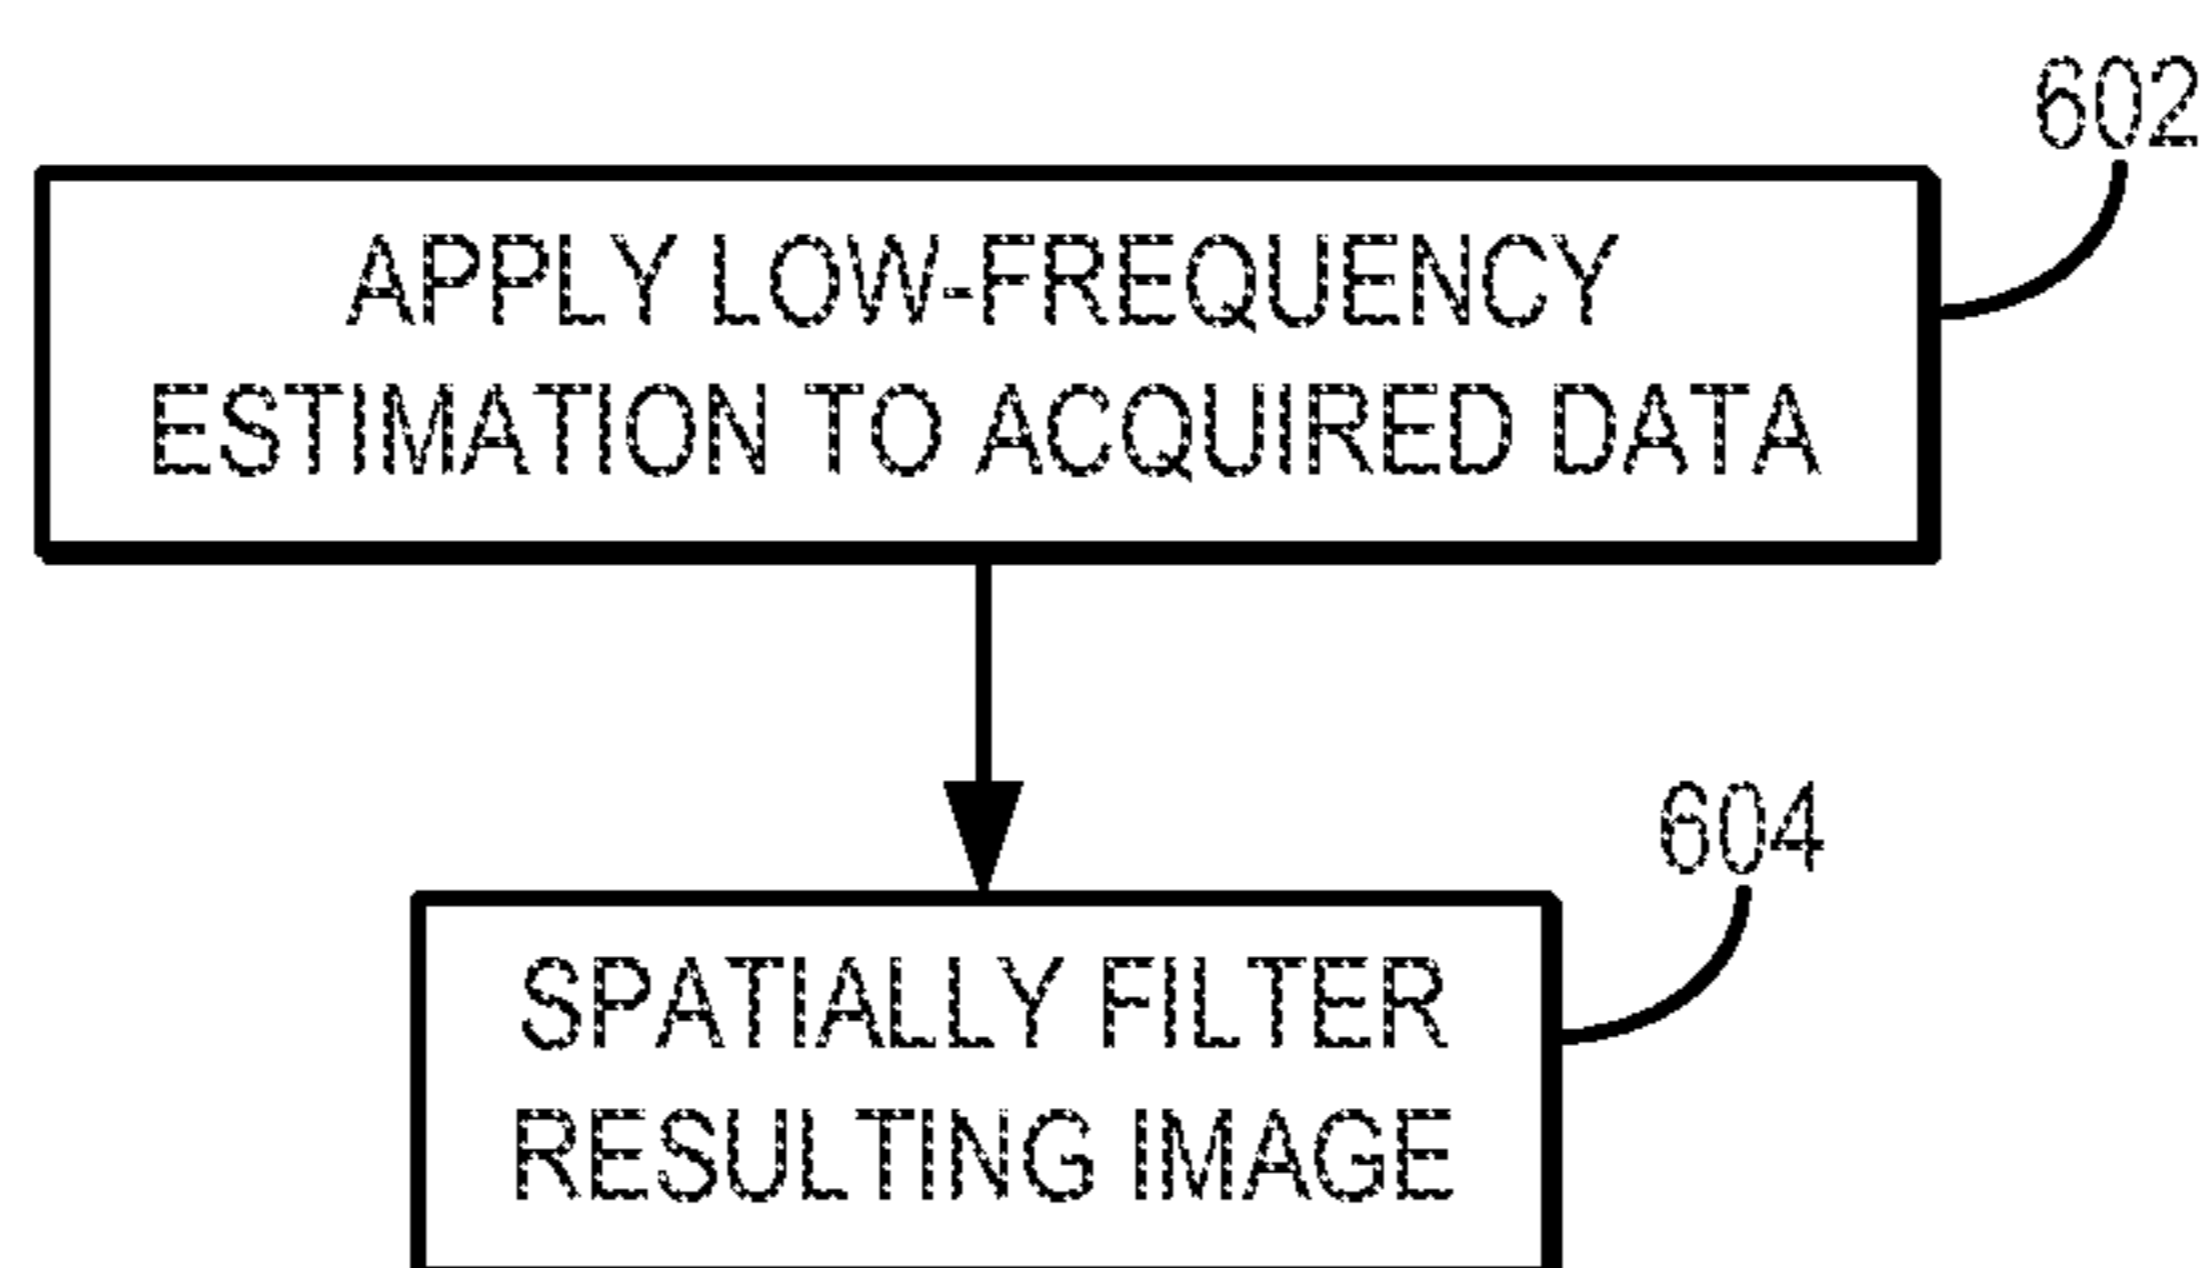 602
APPLY LOW-FREQUENCY
ESTIMATION TO ACQUIRED DATA
604
SPATIALLY FILTER
RESULTING IMAGE